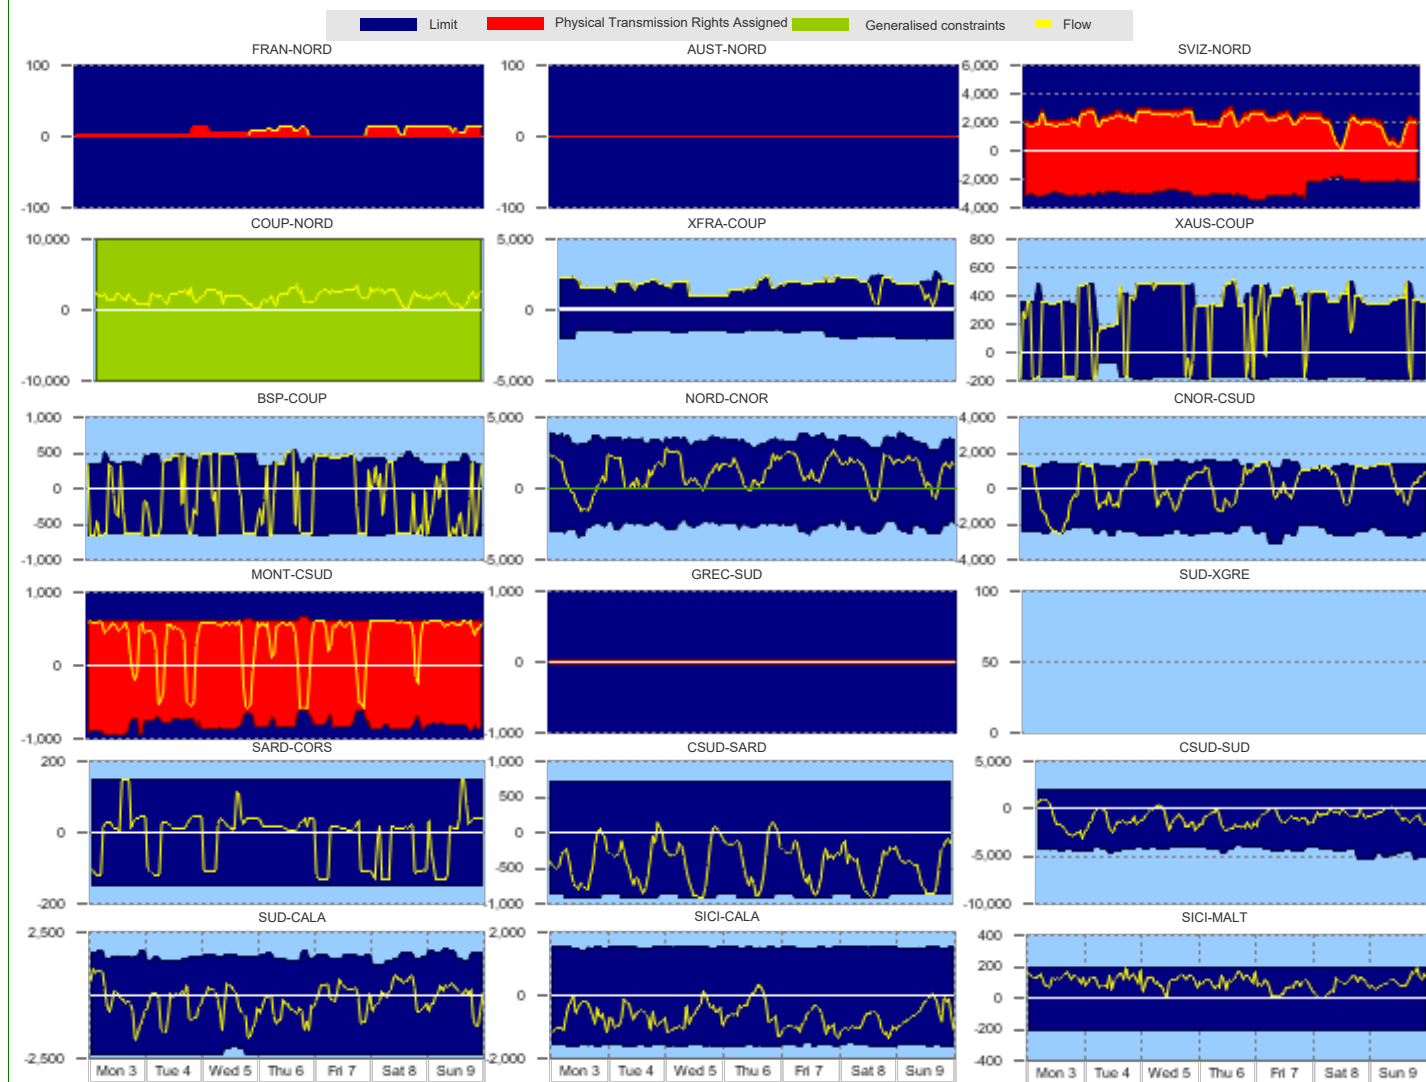 Limit Physical Transmission Rights Assigned Generalised constraints Flow
FRAN-NORD AUST-NORD SVIZ-NORD
100 100 6,000
4,000
2,000
0 0 0
-2,000
-100 -100 -4,000
COUP-NORD XFRA-COUP XAUS-COUP
10,000 5,000 800
600
400
200
0 0 0
-10,000 -5,000 -200
BSP-COUP NORD-CNOR CNOR-CSUD
1,000 5,000 4,000
500 2,000
0 0 0
-500 -2,000
-1,000 -5,000 -4,000
MONT-CSUD GREC-SUD SUD-XGRE
1,000 1,000 100
0 0 50
-1,000 -1,000 0
SARD-CORS CSUD-SARD CSUD-SUD
200 1,000 5,000
500
0 0 0
-500 -5,000
-200 -1,000 -10,000
SUD-CALA SICI-CALA SICI-MALT
2,500 2,000 400
200
0 0 0
-200
-2,500 -2,000 -400
Mon 3 Tue 4 Wed 5 Thu 6 Fri 7 Sat 8 Sun 9 Mon 3 Tue 4 Wed 5 Thu 6 Fri 7 Sat 8 Sun 9 Mon 3 Tue 4 Wed 5 Thu 6 Fri 7 Sat 8 Sun 9